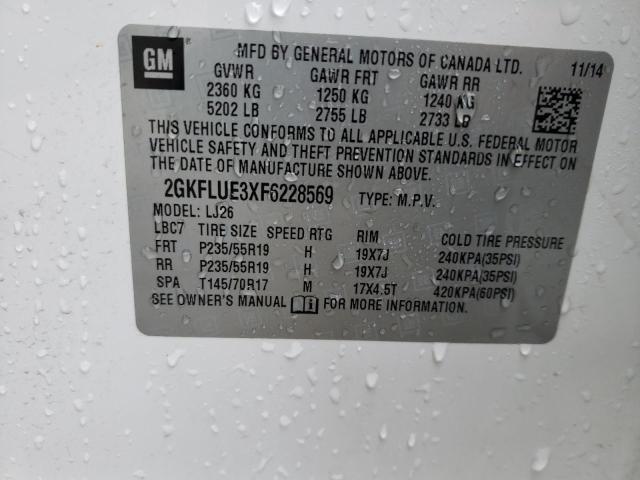 GM
MFD BY GENERAL MOTORS OF CANADA LTD.
GVWR GAWR FRT GAWR RR 11/14
2360 KG 1250 KG 1240 KG
5202 LB 2755 LB 2733 LB
THIS VEHICLE CONFORMS TO ALL APPLICABLE U.S. FEDERAL MOTOR
VEHICLE SAFETY AND THEFT PREVENTION STANDARDS IN EFFECT ON
THE DATE OF MANUFACTURE SHOWN ABOVE.
2GKFLUE3XF6228569 TYPE: M.P.V.
MODEL: LJ26
LBC7 TIRE SIZE SPEED RTG RIM COLD TIRE PRESSURE
FRT P235/55R19 H 19X7J 240KPA(35PSI)
RR P235/55R19 H 19X7J 240KPA(35PSI)
SPA T145/70R17 M 17X4.5T 420KPA(60PSI)
SEE OWNER'S MANUAL FOR MORE INFORMATION.